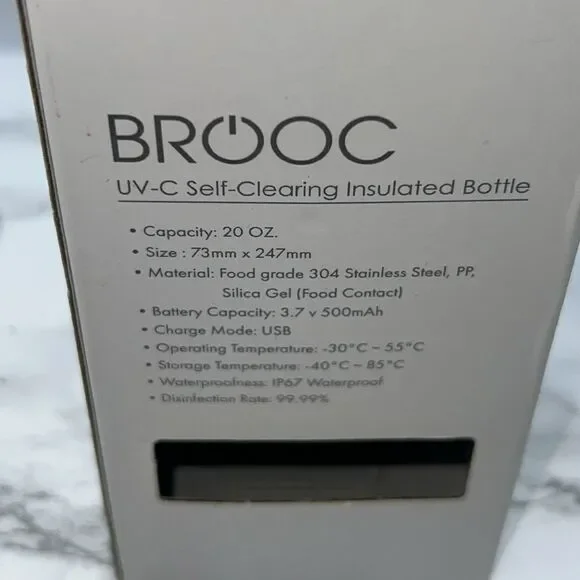 BROOC
UV-C Self-Clearing Insulated Bottle
• Capacity: 20 OZ.
• Size : 73mm x 247mm
• Material: Food grade 304 Stainless Steel, PP,
Silica Gel (Food Contact)
• Battery Capacity: 3.7 v 500mAh
• Charge Mode: USB
• Operating Temperature: -30°C ~ 55°C
• Storage Temperature: -40°C ~ 85°C
• Waterproofness: IP67 Waterproof
• Disinfection Rate: 99.99%